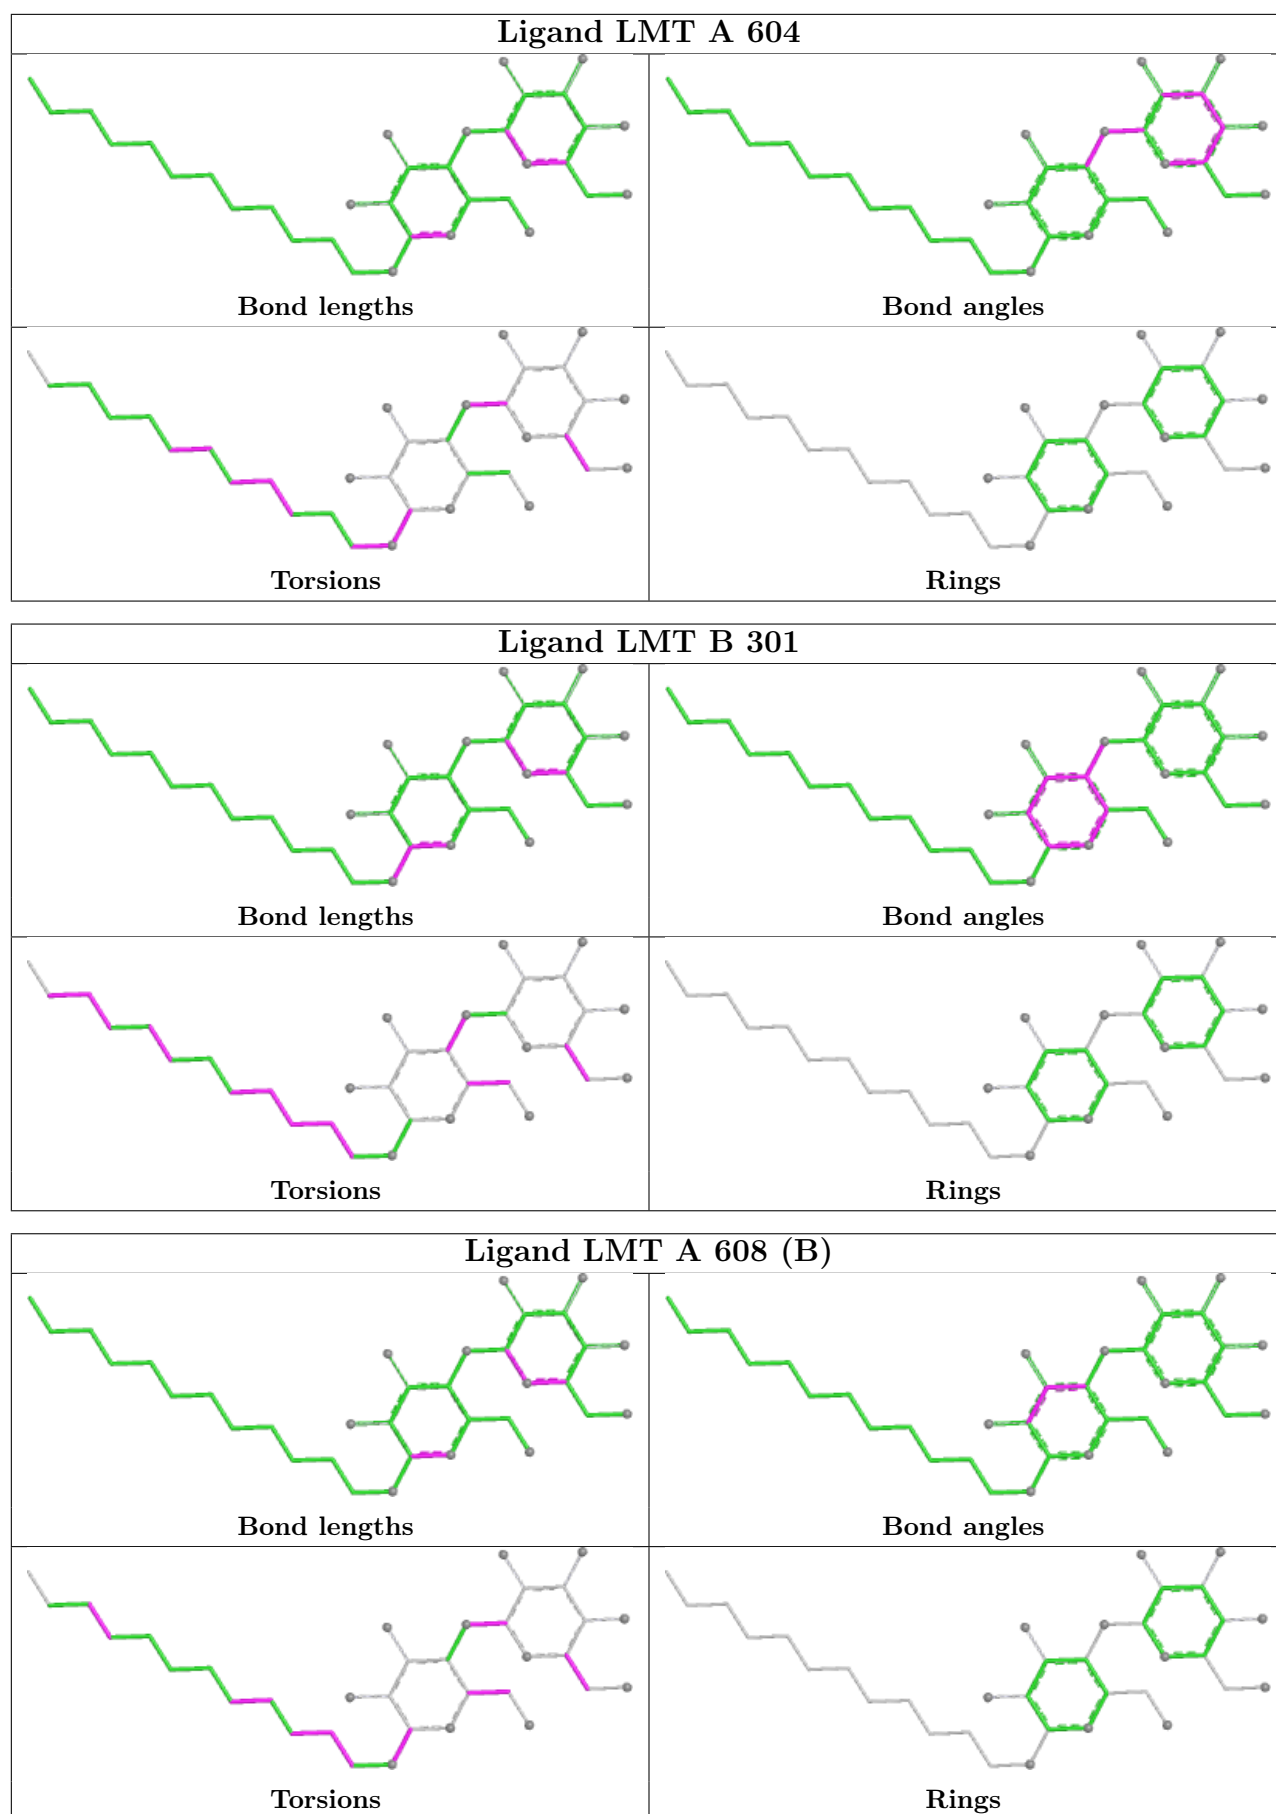 Ligand LMT A 604
Bond lengths
Bond angles
Torsions
Rings
Ligand LMT B 301
Bond lengths
Bond angles
Torsions
Rings
Ligand LMT A 608 (B)
Bond lengths
Bond angles
Torsions
Rings